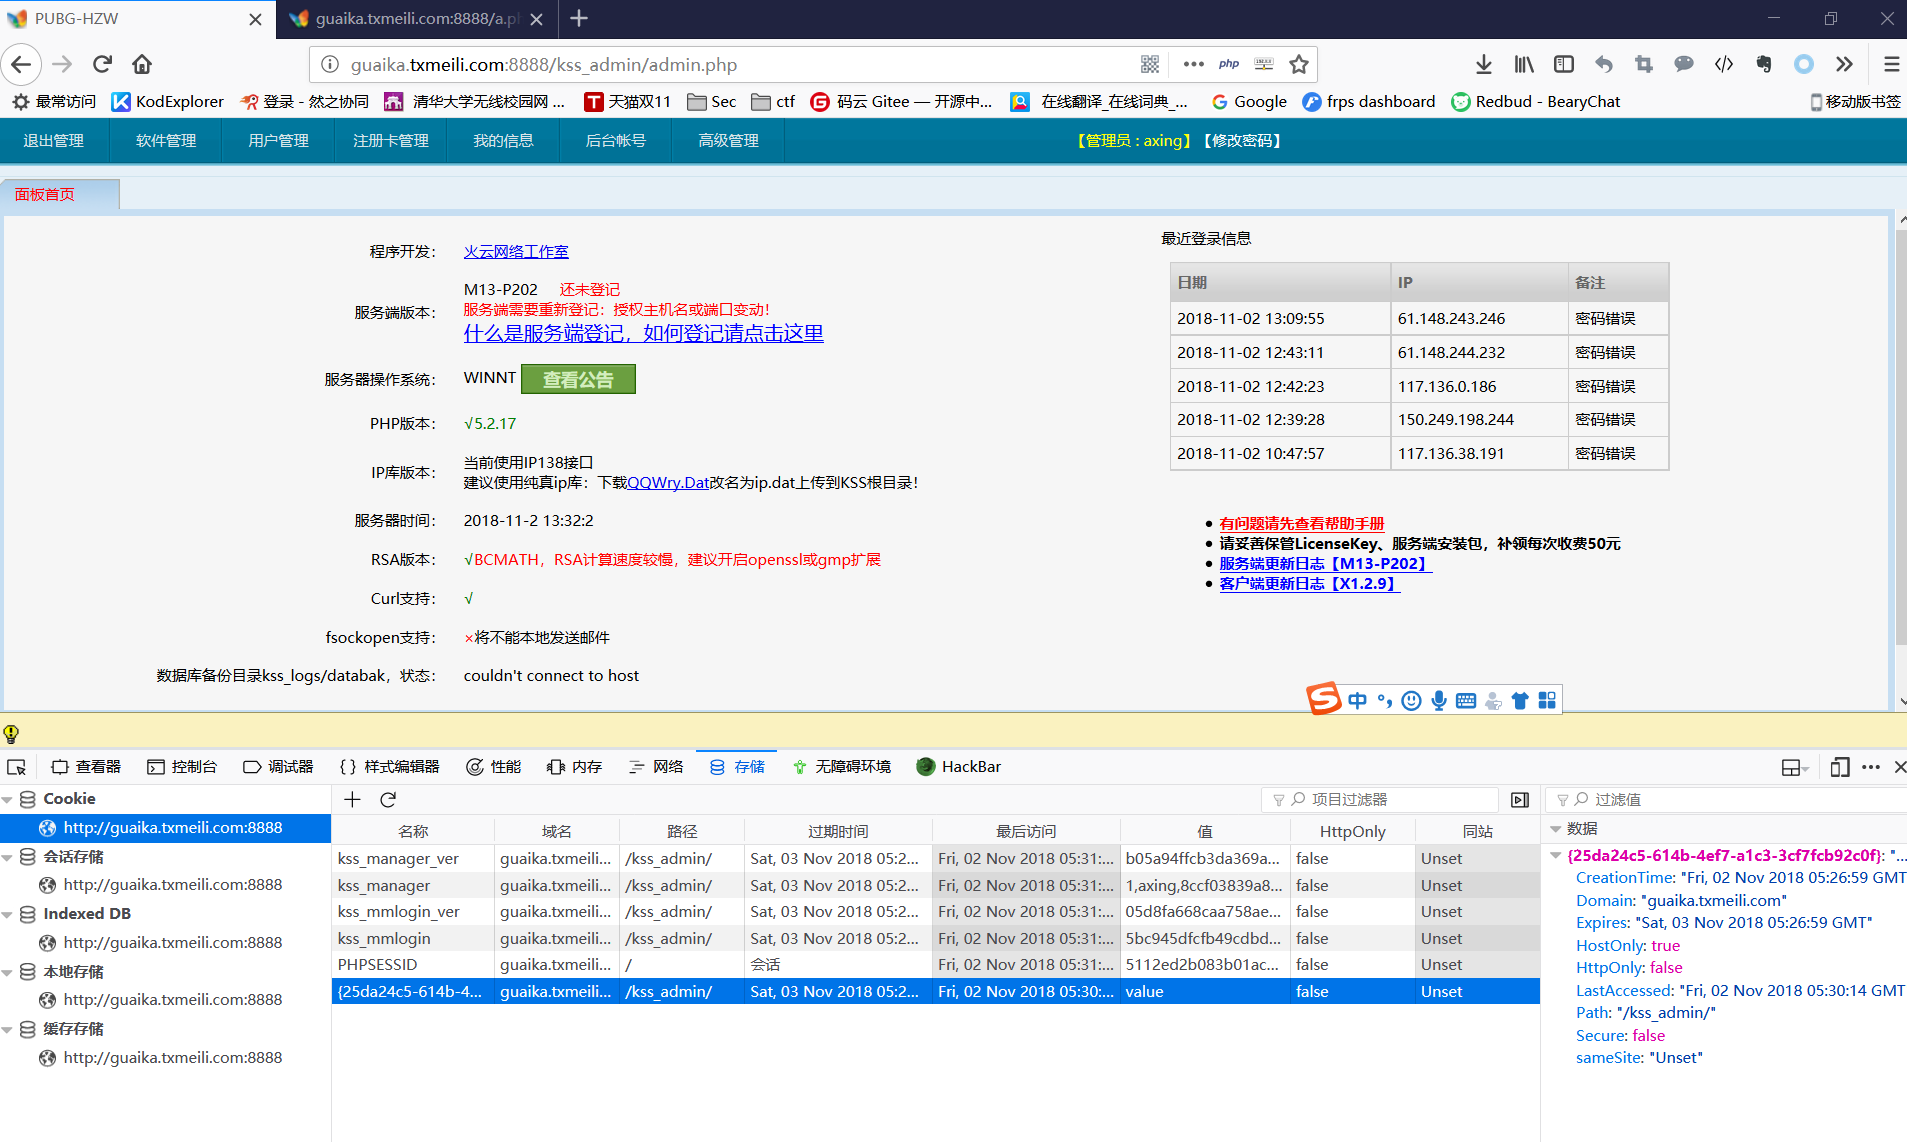 PUBG-HZW
guaika.txmeili.com:8888/a.ph
guaika.txmeili.com:8888/kss_admin/admin.php
php
最常访问 KodExplorer 登录 - 然之协同 清华大学无线校园网 ... 天猫双11 Sec ctf 码云 Gitee — 开源中... 在线翻译_在线词典_... Google frps dashboard Redbud - BearyChat 移动版书签
退出管理 软件管理 用户管理 注册卡管理 我的信息 后台帐号 高级管理 【管理员 : axing】【修改密码】
面板首页
程序开发： 火云网络工作室
服务端版本： M13-P202 还未登记
服务端需要重新登记：授权主机名或端口变动！
什么是服务端登记，如何登记请点击这里
服务器操作系统： WINNT 查看公告
PHP版本： √5.2.17
IP库版本： 当前使用IP138接口
建议使用纯真ip库：下载QQWry.Dat改名为ip.dat上传到KSS根目录！
服务器时间： 2018-11-2 13:32:2
RSA版本： √BCMATH，RSA计算速度较慢，建议开启openssl或gmp扩展
Curl支持： √
fsockopen支持： ×将不能本地发送邮件
数据库备份目录kss_logs/databak，状态： couldn't connect to host
最近登录信息
日期 IP 备注
2018-11-02 13:09:55 61.148.243.246 密码错误
2018-11-02 12:43:11 61.148.244.232 密码错误
2018-11-02 12:42:23 117.136.0.186 密码错误
2018-11-02 12:39:28 150.249.198.244 密码错误
2018-11-02 10:47:57 117.136.38.191 密码错误
有问题请先查看帮助手册
请妥善保管LicenseKey、服务端安装包，补领每次收费50元
服务端更新日志【M13-P202】
客户端更新日志【X1.2.9】
S 中
查看器 控制台 调试器 { } 样式编辑器 性能 内存 网络 存储 无障碍环境 HackBar
Cookie
http://guaika.txmeili.com:8888
会话存储
http://guaika.txmeili.com:8888
Indexed DB
http://guaika.txmeili.com:8888
本地存储
http://guaika.txmeili.com:8888
缓存存储
http://guaika.txmeili.com:8888
项目过滤器
名称 域名 路径 过期时间 最后访问 值 HttpOnly 同站
kss_manager_ver guaika.txmeili... /kss_admin/ Sat, 03 Nov 2018 05:2... Fri, 02 Nov 2018 05:31:... b05a94ffcb3da369a... false Unset
kss_manager guaika.txmeili... /kss_admin/ Sat, 03 Nov 2018 05:2... Fri, 02 Nov 2018 05:31:... 1,axing,8ccf03839a8... false Unset
kss_mmlogin_ver guaika.txmeili... /kss_admin/ Sat, 03 Nov 2018 05:2... Fri, 02 Nov 2018 05:31:... 05d8fa668caa758ae... false Unset
kss_mmlogin guaika.txmeili... /kss_admin/ Sat, 03 Nov 2018 05:2... Fri, 02 Nov 2018 05:31:... 5bc945dfcfb49cdbd... false Unset
PHPSESSID guaika.txmeili... / 会话 Fri, 02 Nov 2018 05:31:... 5112ed2b083b01ac... false Unset
{25da24c5-614b-4... guaika.txmeili... /kss_admin/ Sat, 03 Nov 2018 05:2... Fri, 02 Nov 2018 05:30:... value false Unset
过滤值
数据
{25da24c5-614b-4ef7-a1c3-3cf7fcb92c0f}: "...
CreationTime: "Fri, 02 Nov 2018 05:26:59 GMT
Domain: "guaika.txmeili.com"
Expires: "Sat, 03 Nov 2018 05:26:59 GMT"
HostOnly: true
HttpOnly: false
LastAccessed: "Fri, 02 Nov 2018 05:30:14 GMT
Path: "/kss_admin/"
Secure: false
sameSite: "Unset"